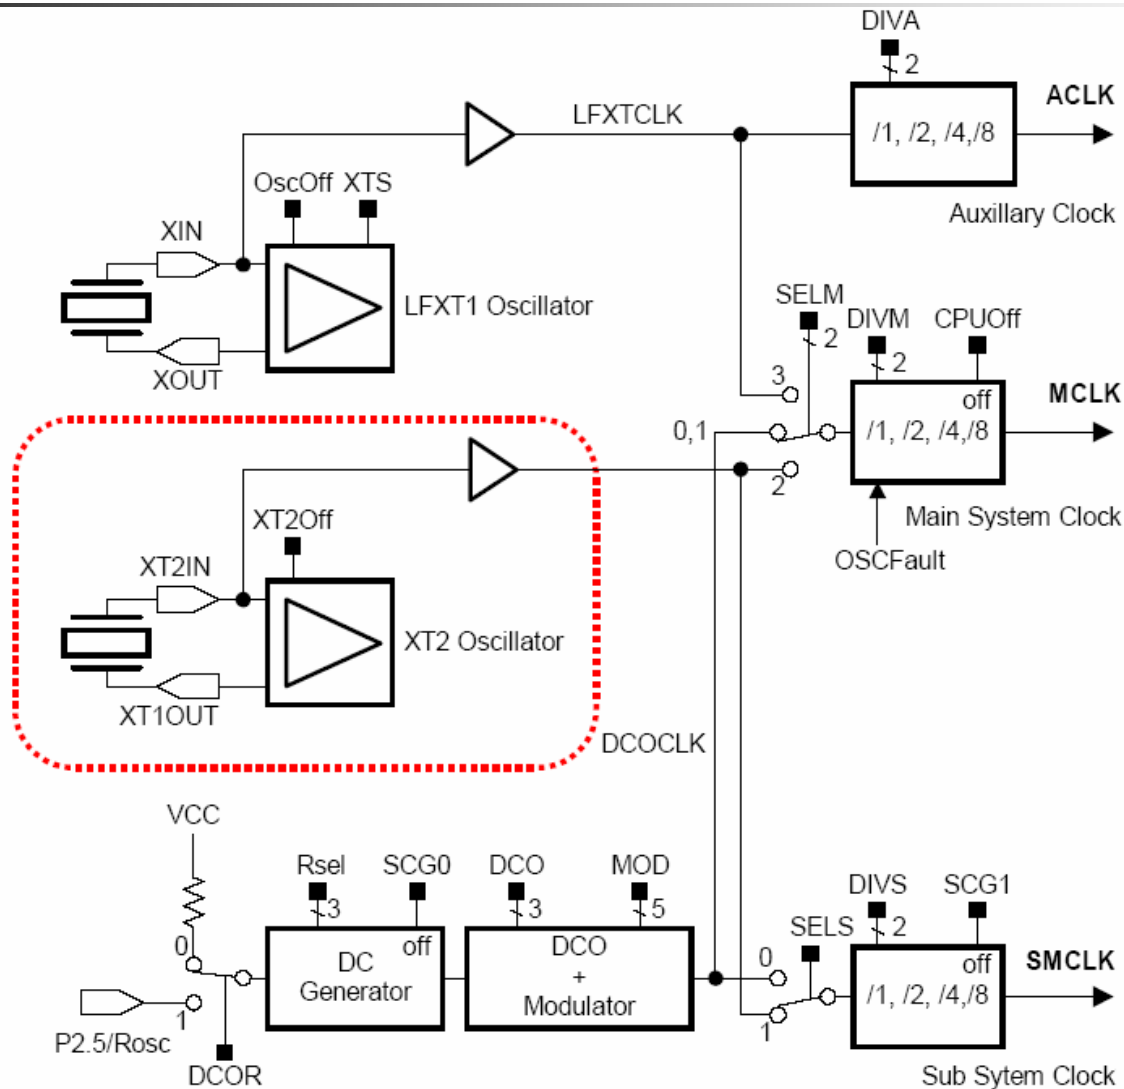 DIVA
2
ACLK
LFXTCLK
/1, /2, /4,/8
OscOff XTS
Auxillary Clock
XIN
LFXT1 Oscillator
SELM
DIVM CPUOff
2
2
XOUT
3
off
MCLK
0,1
/1, /2, /4,/8
2
XT2Off
Main System Clock
OSCFault
XT2IN
XT2 Oscillator
XT1OUT
DCOCLK
VCC
Rsel SCG0 DCO MOD
3
3
5
DIVS SCG1
2
SELS
0
off
DCO
0
off
SMCLK
DC
+
/1, /2, /4,/8
Generator
Modulator
1
1
P2.5/Rosc
DCOR
Sub Sytem Clock